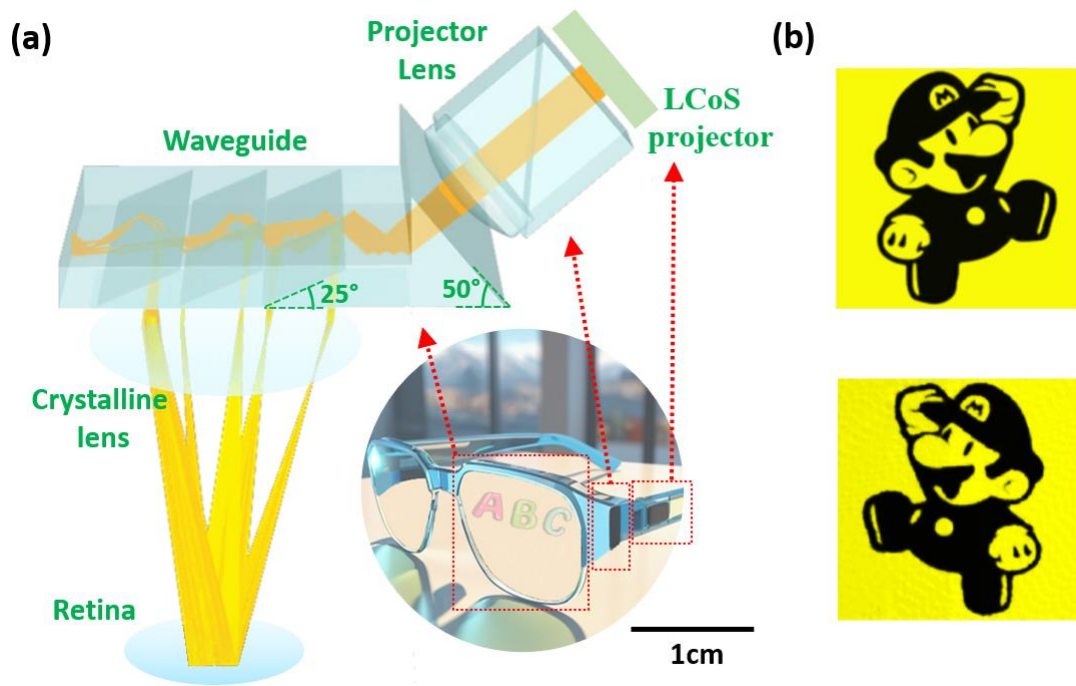 (a)
Projector
Lens
LCoS
projector
Waveguide
25°
50°
Crystalline
lens
Retina
ABC
1cm
(b)
M
M